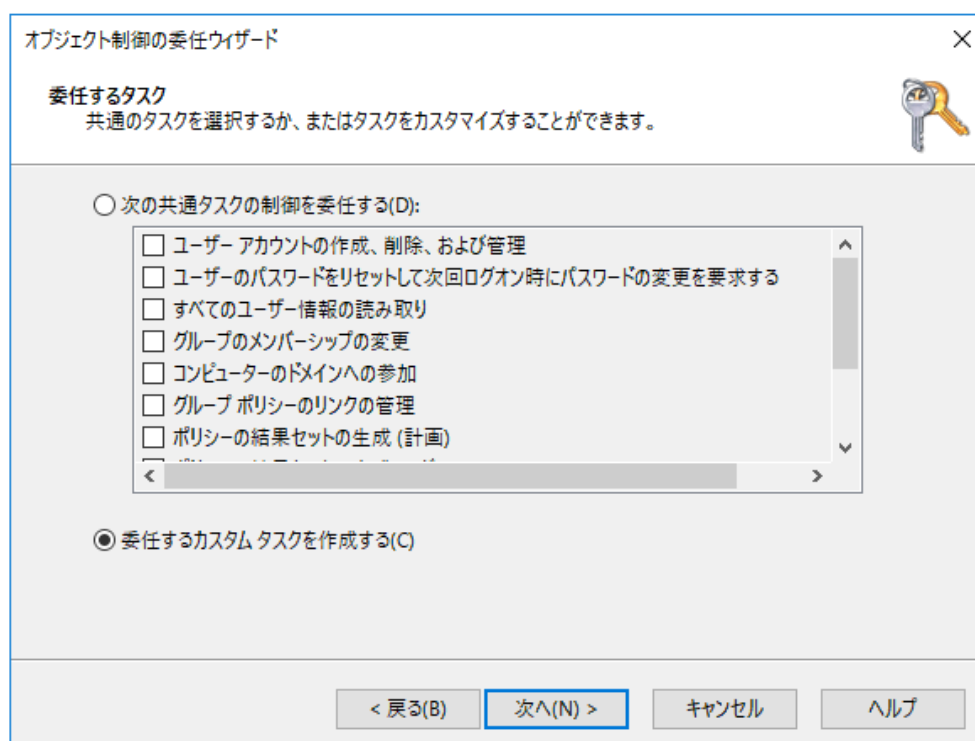 オブジェクト制御の委任ウィザード
委任するタスク
共通のタスクを選択するか、またはタスクをカスタマイズすることができます。
次の共通タスクの制御を委任する(D):
ユーザー アカウントの作成、削除、および管理
ユーザーのパスワードをリセットして次回ログオン時にパスワードの変更を要求する
すべてのユーザー情報の読み取り
グループのメンバーシップの変更
コンピューターのドメインへの参加
グループ ポリシーのリンクの管理
ポリシーの結果セットの生成 (計画)
委任するカスタム タスクを作成する(C)
< 戻る(B)
次へ(N) >
キャンセル
ヘルプ